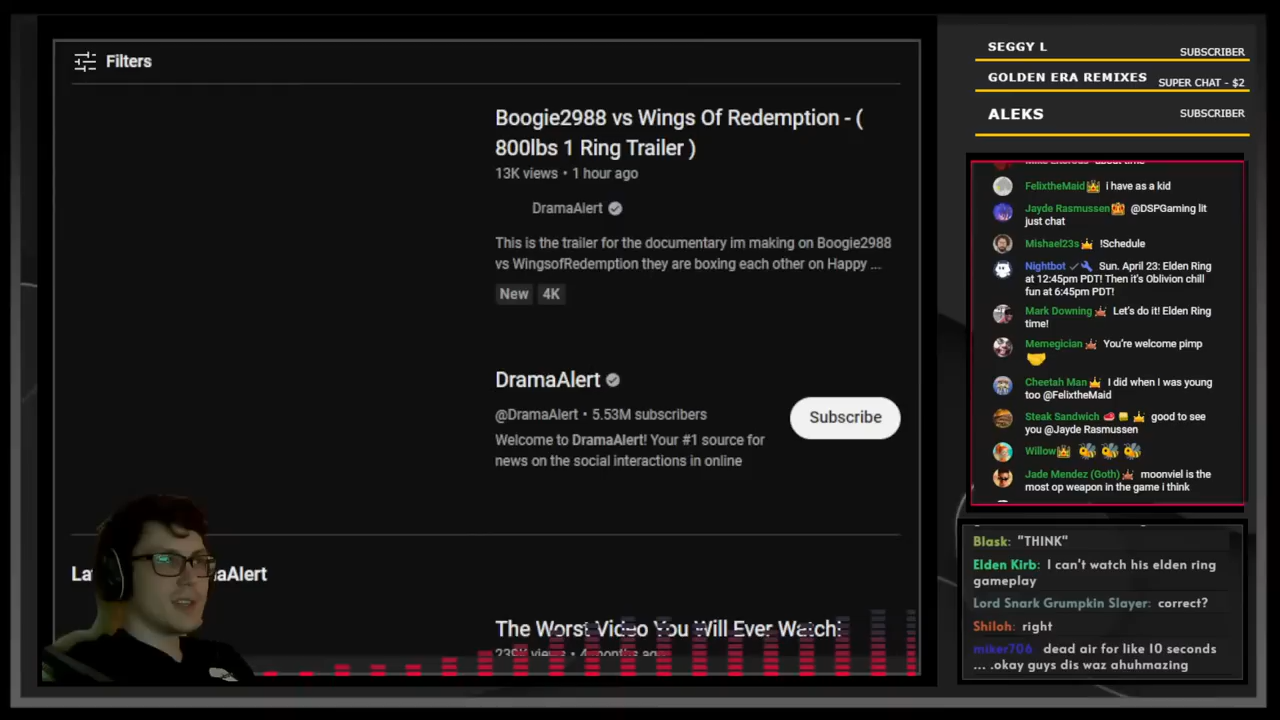 Filters
Boogie2988 vs Wings Of Redemption - (
800lbs 1 Ring Trailer )
13K views • 1 hour ago
DramaAlert
This is the trailer for the documentary im making on Boogie2988
vs WingsofRedemption they are boxing each other on Happy ...
New 4K
DramaAlert
@DramaAlert • 5.53M subscribers
Subscribe
Welcome to DramaAlert! Your #1 source for
news on the social interactions in online
aAlert
The Worst Video You Will Ever Watch!
4 months ago
SEGGY L SUBSCRIBER
GOLDEN ERA REMIXES SUPER CHAT - $2
ALEKS SUBSCRIBER
about time
FelixtheMaid i have as a kid
Jayde Rasmussen @DSPGaming lit
just chat
Mishael23s !Schedule
Nightbot Sun. April 23: Elden Ring
at 12:45pm PDT! Then it's Oblivion chill
fun at 6:45pm PDT!
Mark Downing Let's do it! Elden Ring
time!
Memegician You're welcome pimp
Cheetah Man I did when I was young
too @FelixtheMaid
Steak Sandwich good to see
you @Jayde Rasmussen
Willow
Jade Mendez (Goth) moonviel is the
most op weapon in the game i think
Blask: "THINK"
Elden Kirb: I can't watch his elden ring
gameplay
Lord Snark Grumpkin Slayer: correct?
Shiloh: right
miker706 dead air for like 10 seconds
... .okay guys dis waz ahuhmazing